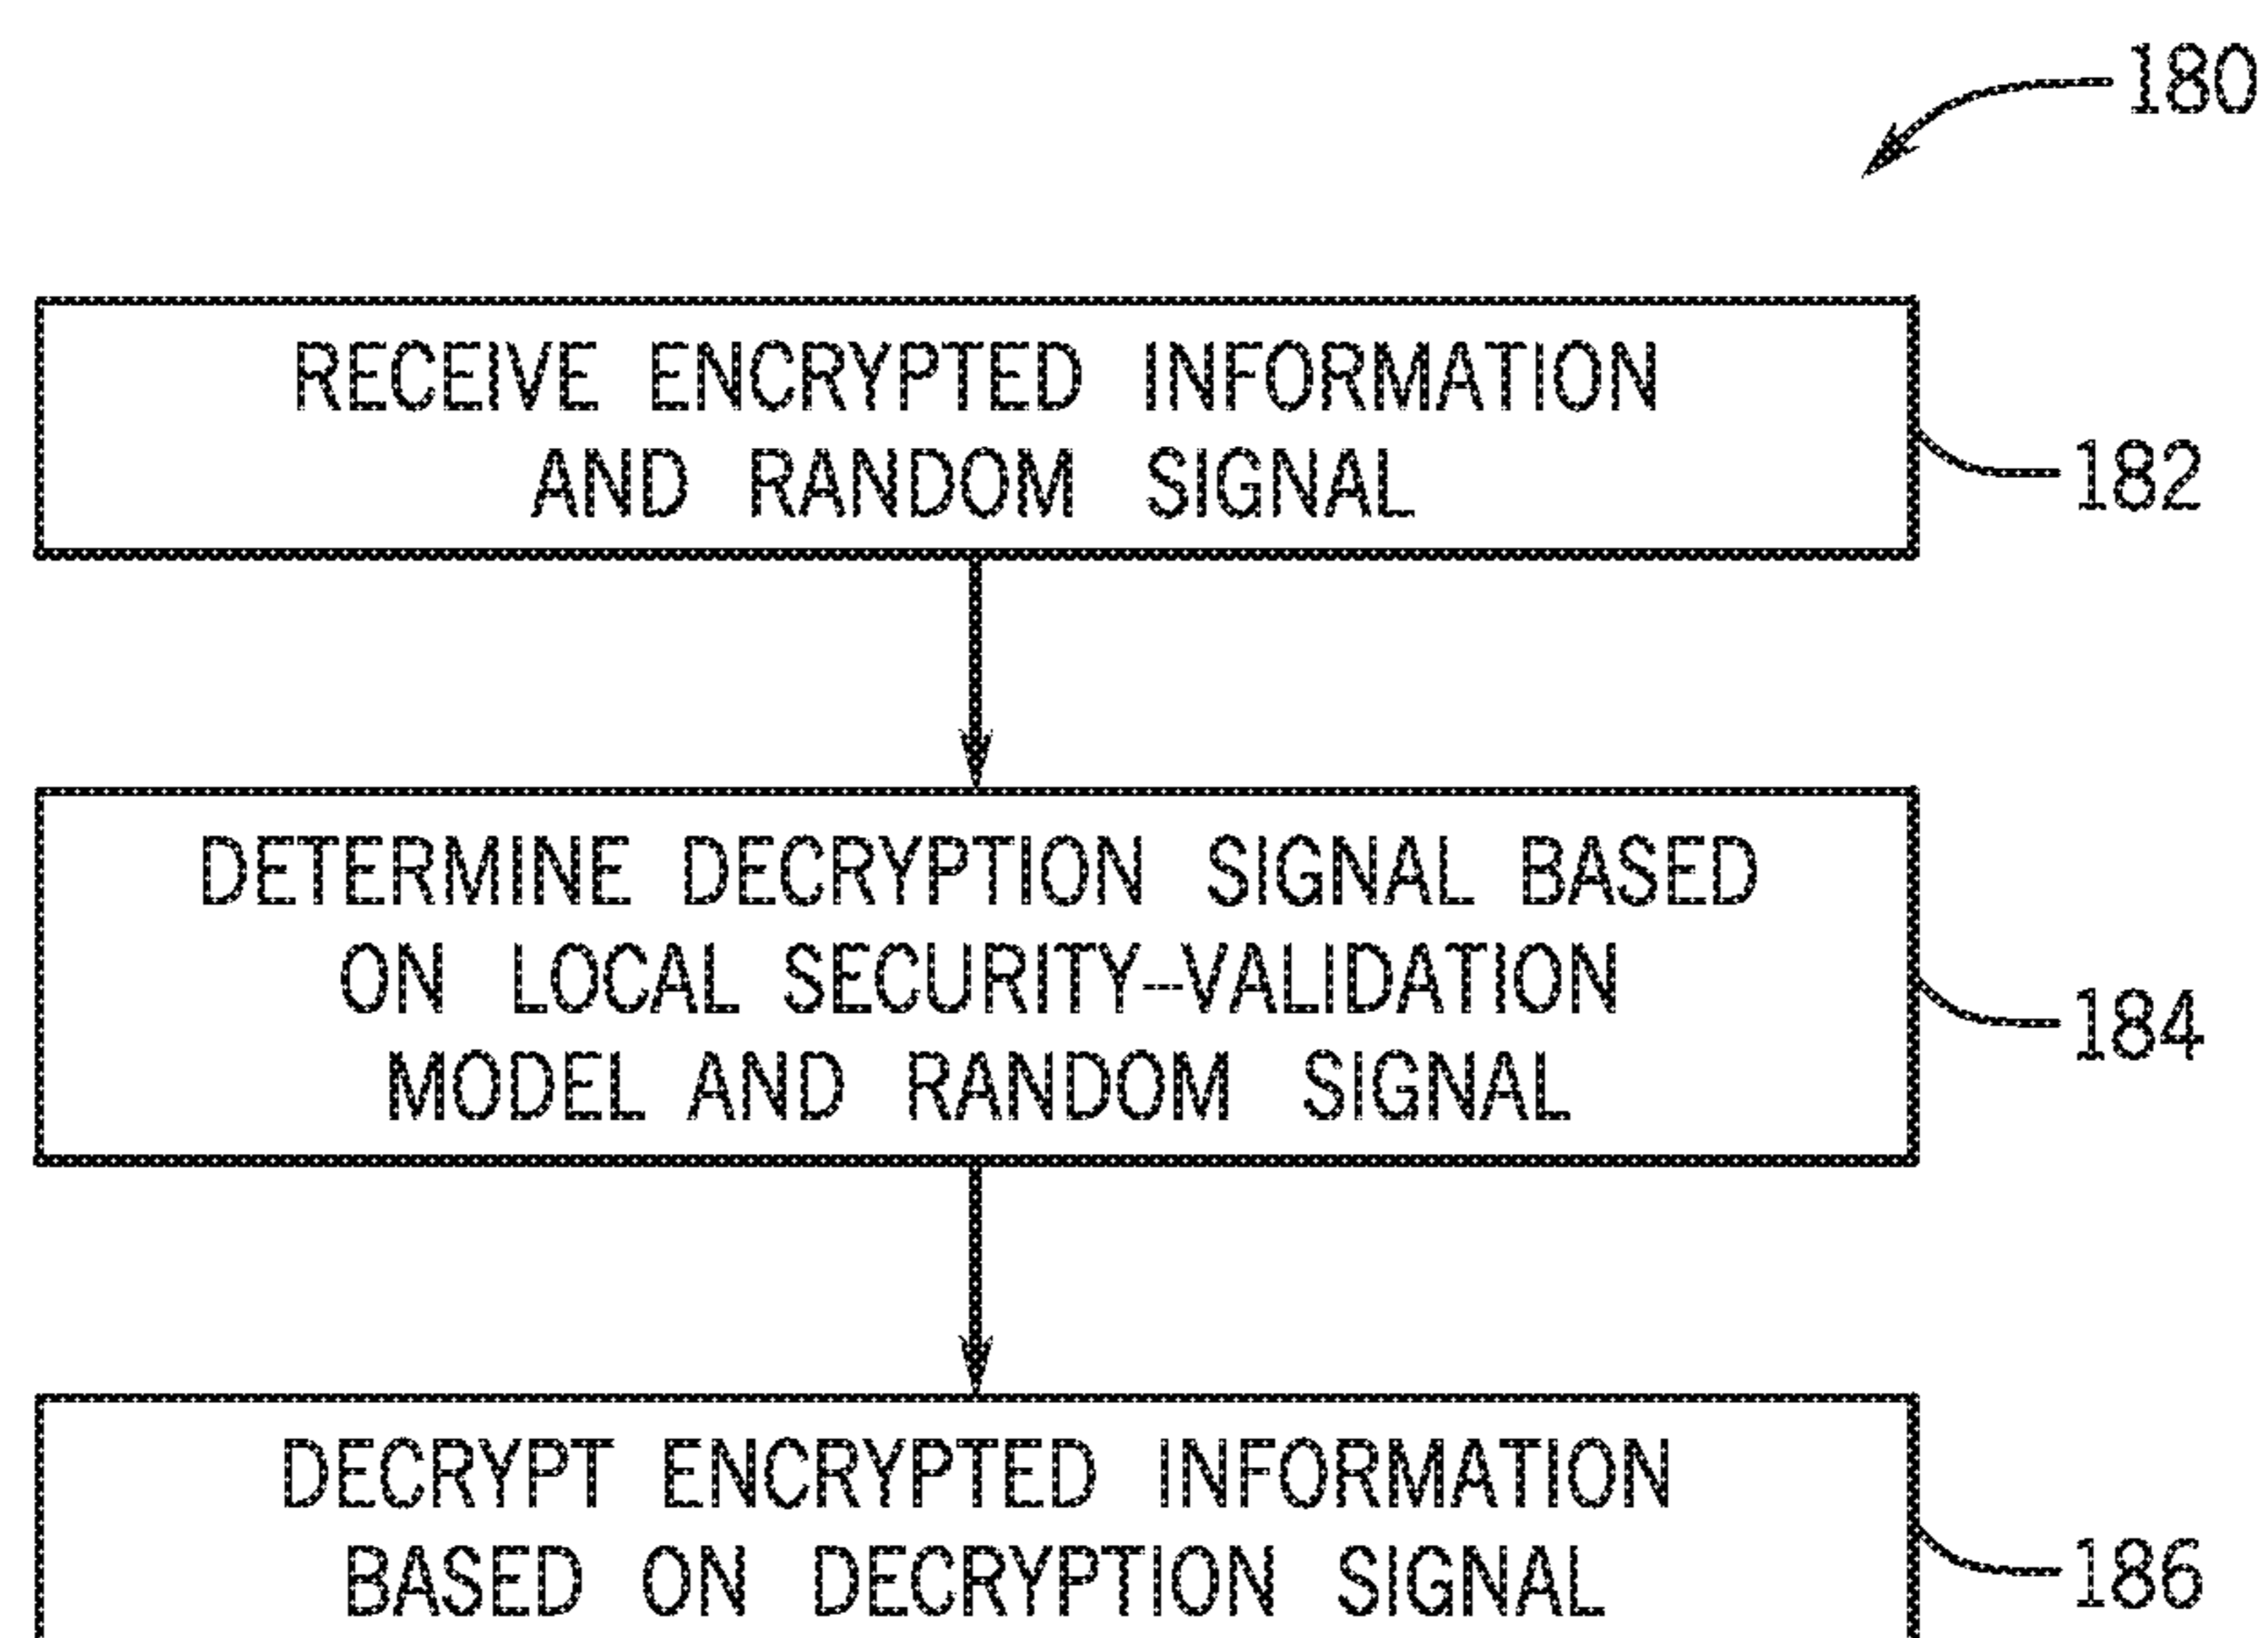 180
RECEIVE ENCRYPTED INFORMATION
AND RANDOM SIGNAL
182
DETERMINE DECRYPTION SIGNAL BASED
ON LOCAL SECURITY-VALIDATION
MODEL AND RANDOM SIGNAL
184
DECRYPT ENCRYPTED INFORMATION
BASED ON DECRYPTION SIGNAL
186